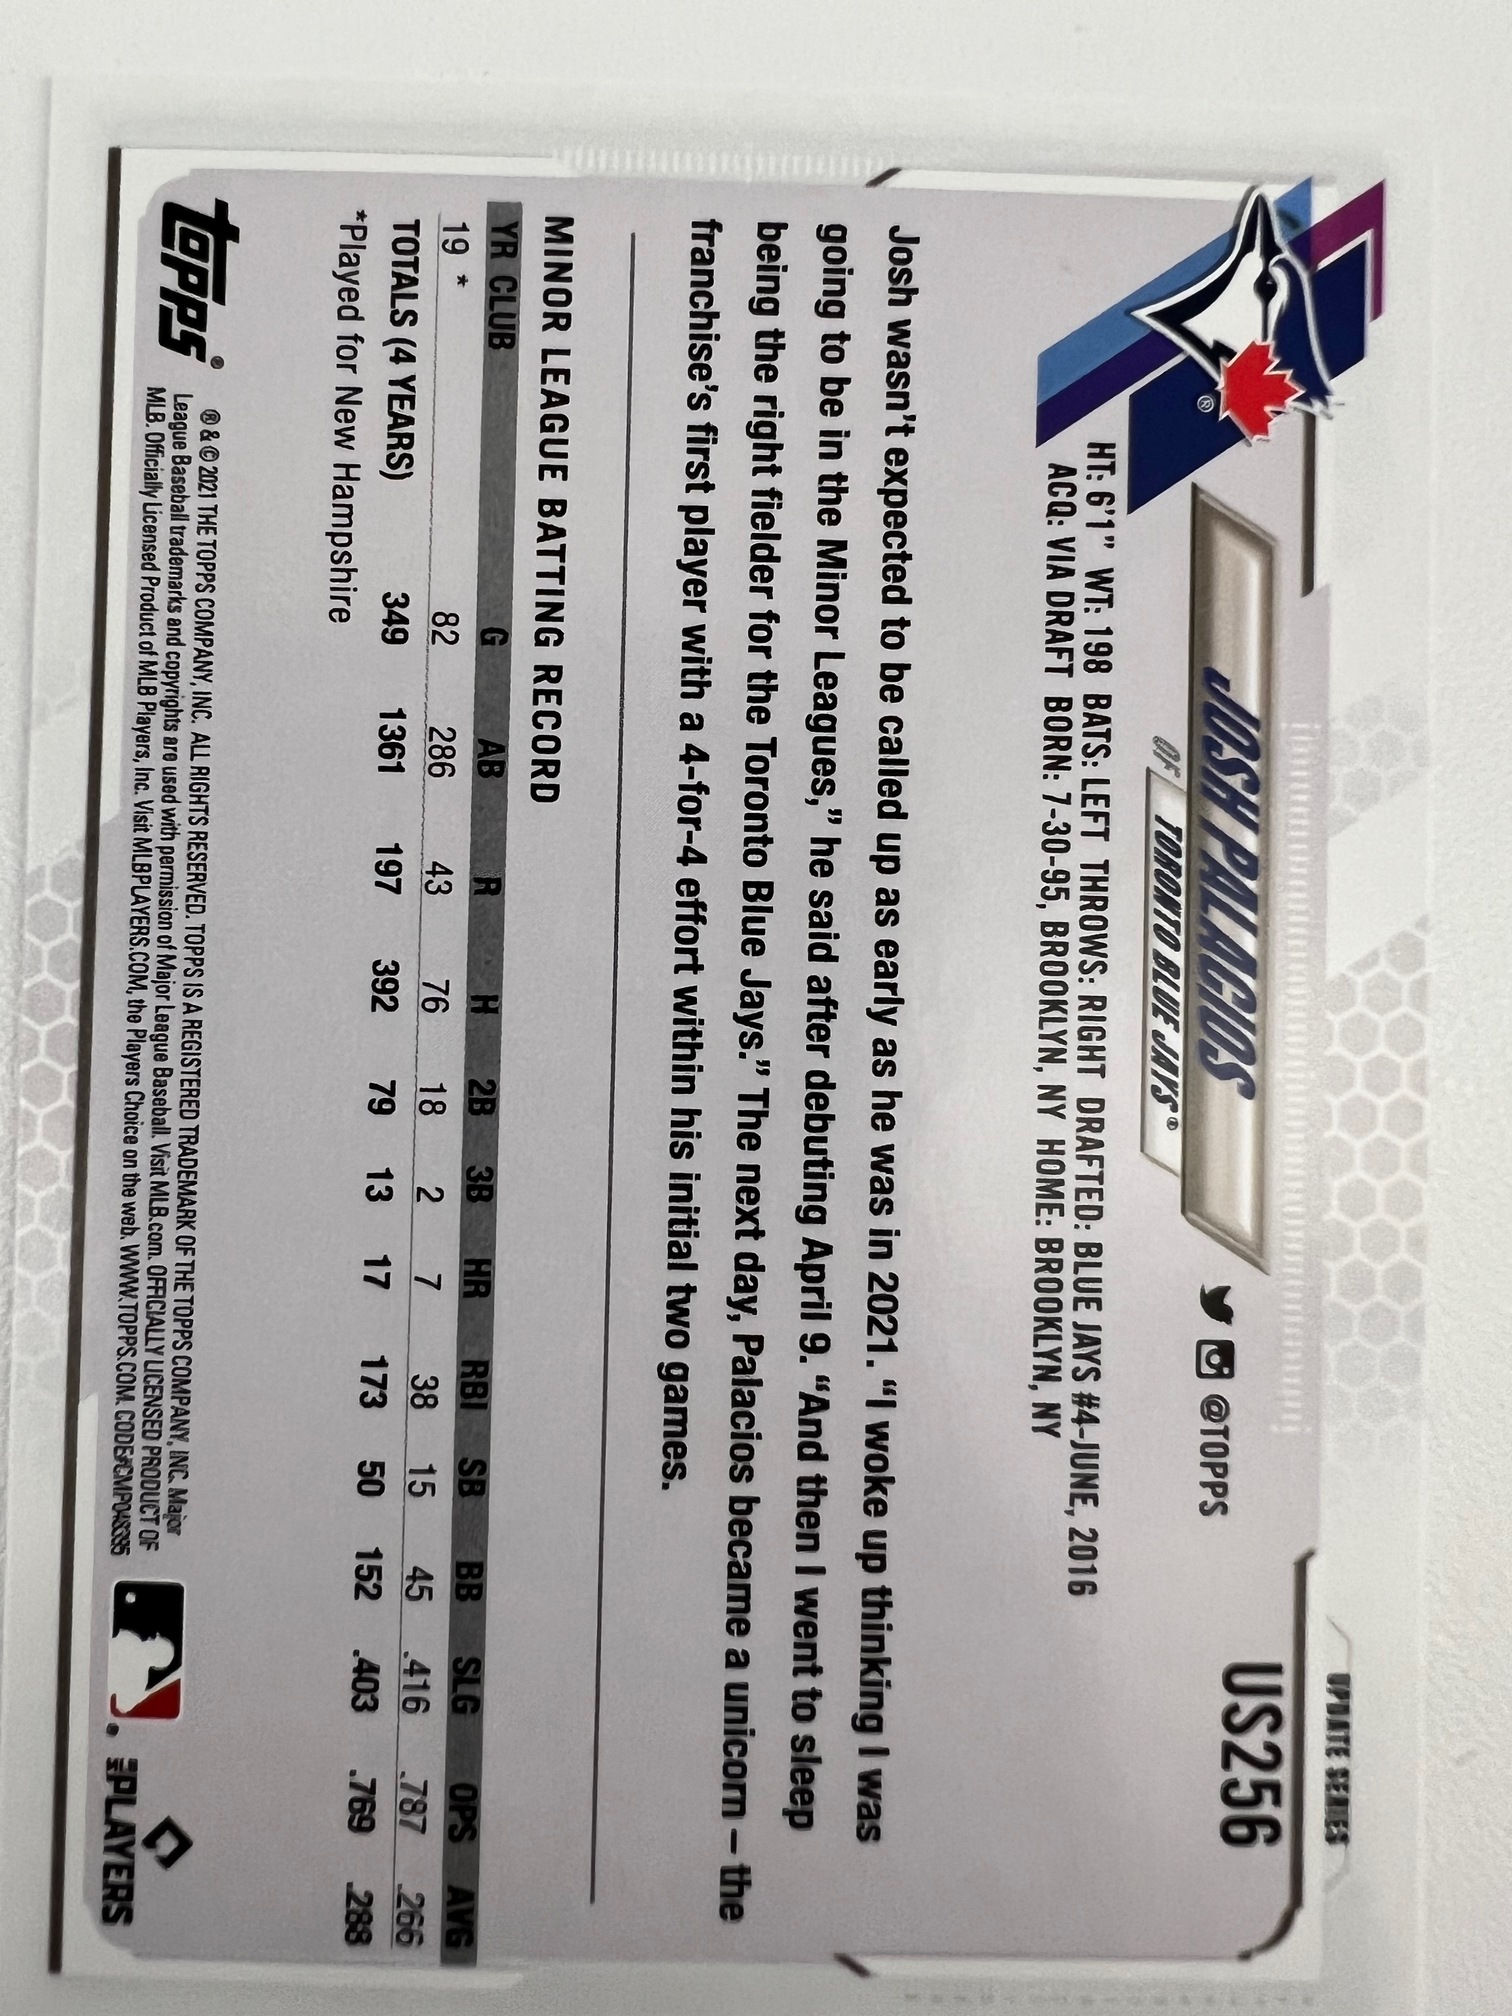 UPDATE SERIES
US256
JOSH PALACIOS
@TOPPS
OF TORONTO BLUE JAYS®
HT: 6'1" WT: 198 BATS: LEFT THROWS: RIGHT DRAFTED: BLUE JAYS #4-JUNE, 2016
ACQ: VIA DRAFT BORN: 7-30-95, BROOKLYN, NY HOME: BROOKLYN, NY
®
Josh wasn't expected to be called up as early as he was in 2021. "I woke up thinking I was
going to be in the Minor Leagues," he said after debuting April 9. "And then I went to sleep
being the right fielder for the Toronto Blue Jays." The next day, Palacios became a unicorn – the
franchise's first player with a 4-for-4 effort within his initial two games.
MINOR LEAGUE BATTING RECORD
YR CLUB G AB R H 2B 3B HR RBI SB BB SLG OPS AVG
19 * 82 286 43 76 18 2 7 38 15 45 .416 .787 .266
TOTALS (4 YEARS) 349 1361 197 392 79 13 17 173 50 152 .403 .769 .288
*Played for New Hampshire
topps®
® & © 2021 THE TOPPS COMPANY, INC. ALL RIGHTS RESERVED. TOPPS IS A REGISTERED TRADEMARK OF THE TOPPS COMPANY, INC. Major
League Baseball trademarks and copyrights are used with permission of Major League Baseball. Visit MLB.com. OFFICIALLY LICENSED PRODUCT OF
MLB. Officially Licensed Product of MLB Players, Inc. Visit MLBPLAYERS.COM, the Players Choice on the web. WWW.TOPPS.COM. CODE#CMP048395
MLB PLAYERS